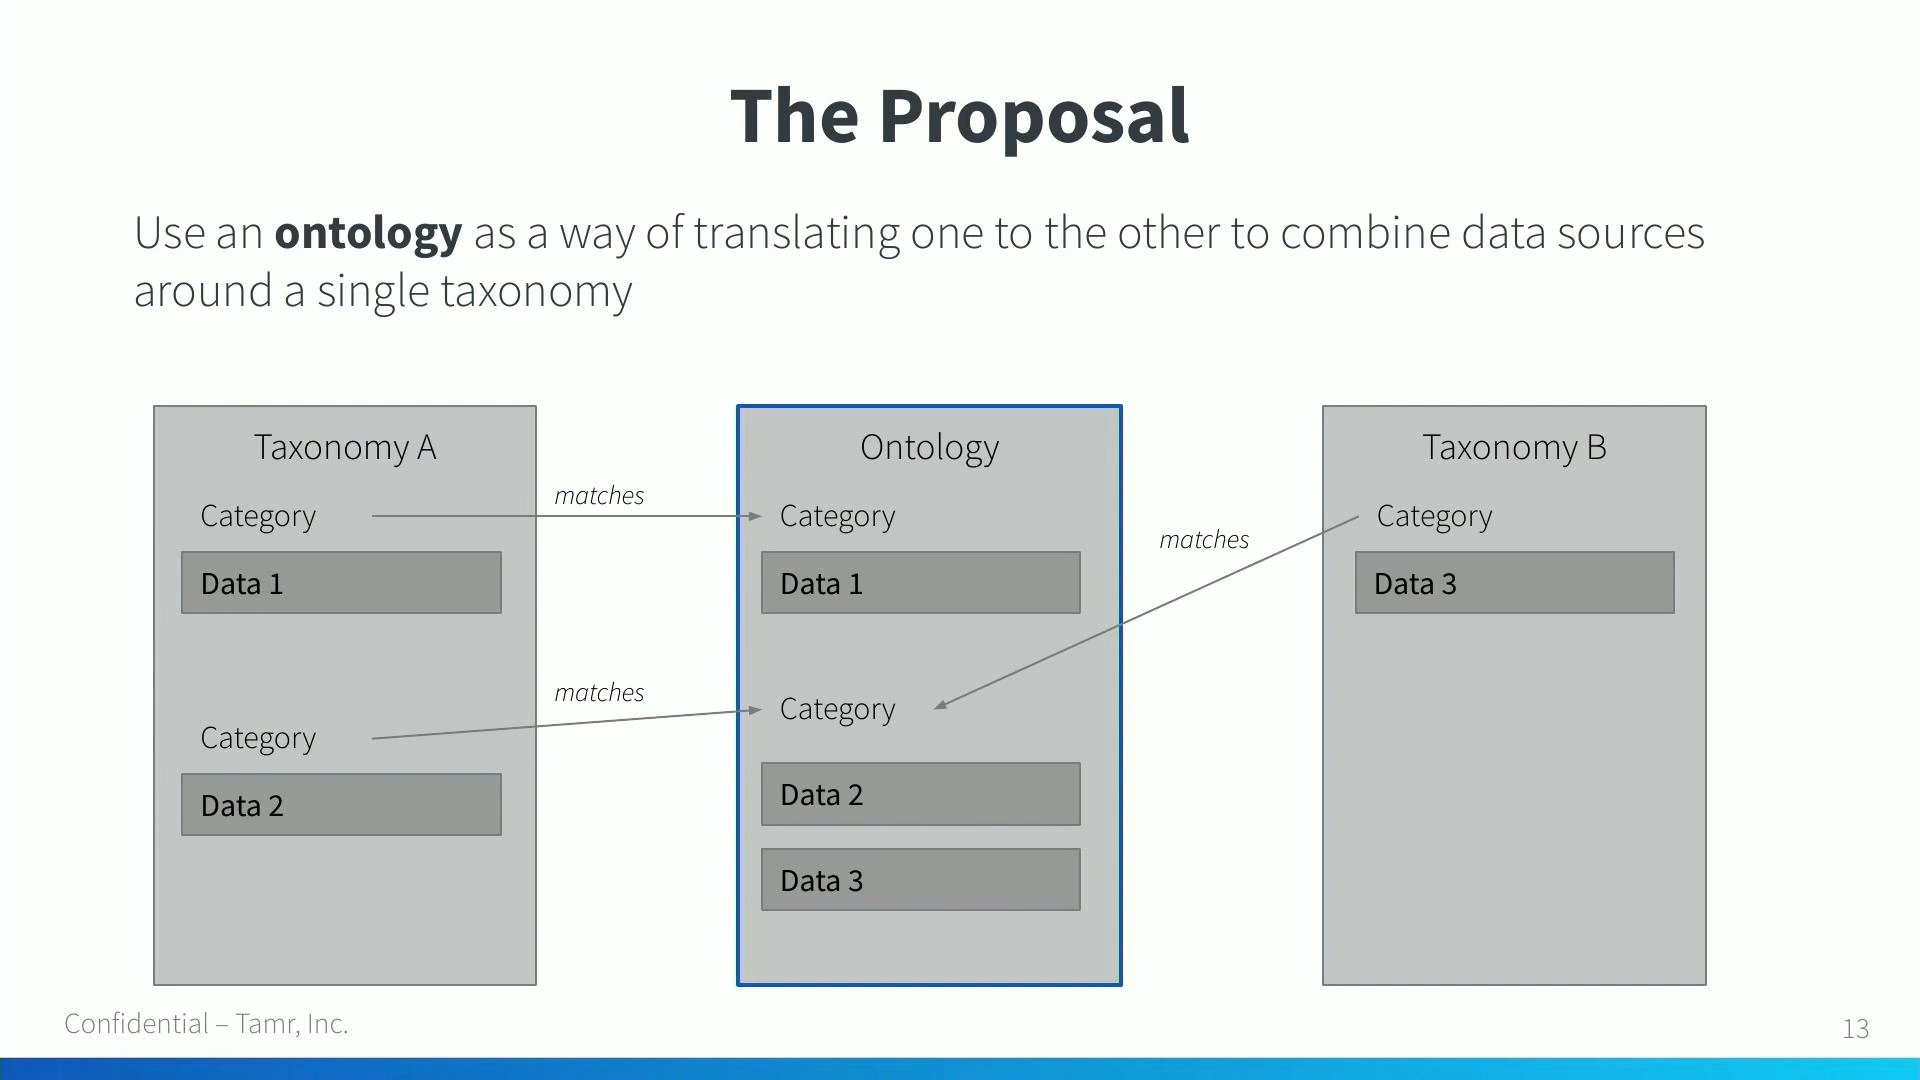 The Proposal
Use an ontology as a way of translating one to the other to combine data sources
around a single taxonomy
Taxonomy A
Category
Data 1
Category
Data 2
matches
matches
Ontology
Category
Data 1
Category
Data 2
Data 3
matches
Taxonomy B
Category
Data 3
Confidential – Tamr, Inc.
13